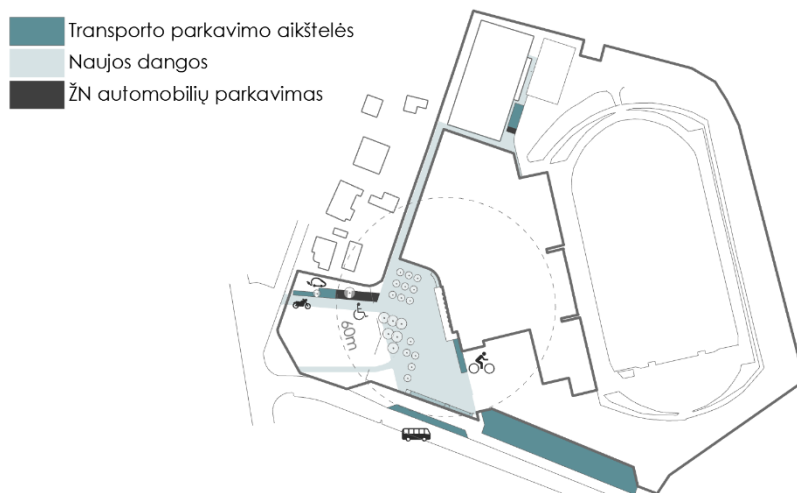 Transporto parkavimo aikštelės
Naujos dangos
ŽN automobilių parkavimas
60m